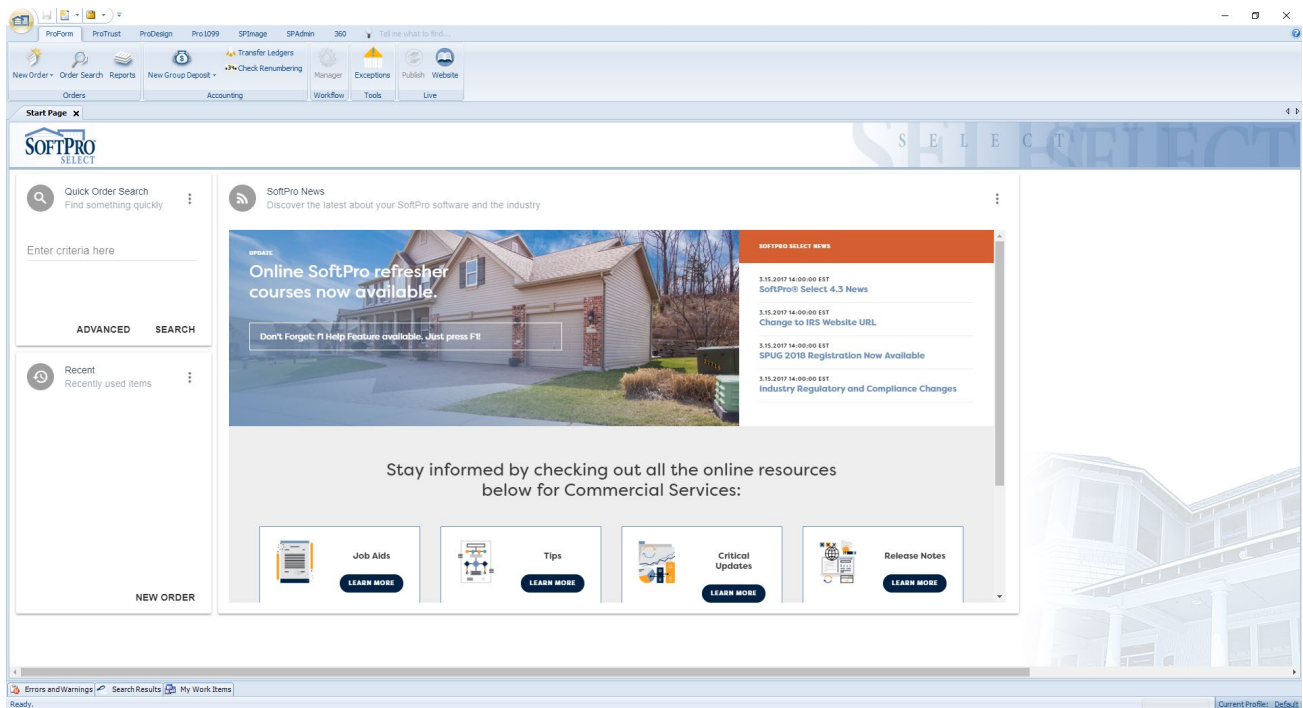 ProForm ProTrust ProDesign Pro1099 SPImage SPAdmin 360 Tell me what to find...
New Order Order Search Reports New Group Deposit Transfer Ledgers Manager Exceptions Publish Website
Check Renumbering
Orders Accounting Workflow Tools Live
Start Page
SOFTPRO
SELECT
SELECT
SELECT
Quick Order Search
Find something quickly
Enter criteria here
ADVANCED SEARCH
Recent
Recently used items
NEW ORDER
SoftPro News
Discover the latest about your SoftPro software and the industry
UPDATE
Online SoftPro refresher
courses now available.
Don't Forget: f1 Help Feature available, Just press F1!
SOFTPRO SELECT NEWS
3.15.2017 14:00:00 EST
SoftPro® Select 4.3 News
3.15.2017 14:00:00 EST
Change to IRS Website URL
3.15.2017 14:00:00 EST
SPUG 2018 Registration Now Available
3.15.2017 14:00:00 EST
Industry Regulatory and Compliance Changes
Stay informed by checking out all the online resources
below for Commercial Services:
Job Aids
LEARN MORE
Tips
LEARN MORE
Critical
Updates
LEARN MORE
Release Notes
LEARN MORE
Errors and Warnings Search Results My Work Items
Ready. Current Profile: Default